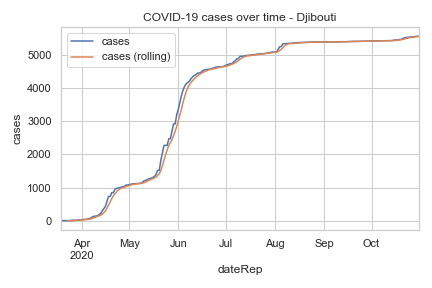 COVID-19 cases over time - Djibouti
cases
cases (rolling)
5000
4000
3000
2000
1000
0
cases
Apr May Jun Jul Aug Sep Oct
2020
dateRep